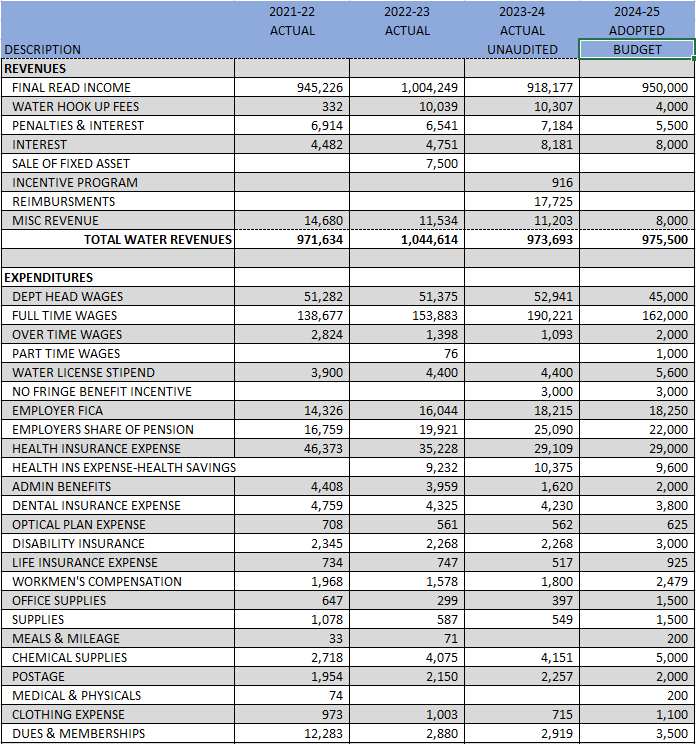 2021-22 2022-23 2023-24 2024-25
ACTUAL ACTUAL ACTUAL ADOPTED
DESCRIPTION UNAUDITED BUDGET
REVENUES
FINAL READ INCOME 945,226 1,004,249 918,177 950,000
WATER HOOK UP FEES 332 10,039 10,307 4,000
PENALTIES & INTEREST 6,914 6,541 7,184 5,500
INTEREST 4,482 4,751 8,181 8,000
SALE OF FIXED ASSET 7,500
INCENTIVE PROGRAM 916
REIMBURSMENTS 17,725
MISC REVENUE 14,680 11,534 11,203 8,000
TOTAL WATER REVENUES 971,634 1,044,614 973,693 975,500
EXPENDITURES
DEPT HEAD WAGES 51,282 51,375 52,941 45,000
FULL TIME WAGES 138,677 153,883 190,221 162,000
OVER TIME WAGES 2,824 1,398 1,093 2,000
PART TIME WAGES 76 1,000
WATER LICENSE STIPEND 3,900 4,400 4,400 5,600
NO FRINGE BENEFIT INCENTIVE 3,000 3,000
EMPLOYER FICA 14,326 16,044 18,215 18,250
EMPLOYERS SHARE OF PENSION 16,759 19,921 25,090 22,000
HEALTH INSURANCE EXPENSE 46,373 35,228 29,109 29,000
HEALTH INS EXPENSE-HEALTH SAVINGS 9,232 10,375 9,600
ADMIN BENEFITS 4,408 3,959 1,620 2,000
DENTAL INSURANCE EXPENSE 4,759 4,325 4,230 3,800
OPTICAL PLAN EXPENSE 708 561 562 625
DISABILITY INSURANCE 2,345 2,268 2,268 3,000
LIFE INSURANCE EXPENSE 734 747 517 925
WORKMEN'S COMPENSATION 1,968 1,578 1,800 2,479
OFFICE SUPPLIES 647 299 397 1,500
SUPPLIES 1,078 587 549 1,500
MEALS & MILEAGE 33 71 200
CHEMICAL SUPPLIES 2,718 4,075 4,151 5,000
POSTAGE 1,954 2,150 2,257 2,000
MEDICAL & PHYSICALS 74 200
CLOTHING EXPENSE 973 1,003 715 1,100
DUES & MEMBERSHIPS 12,283 2,880 2,919 3,500